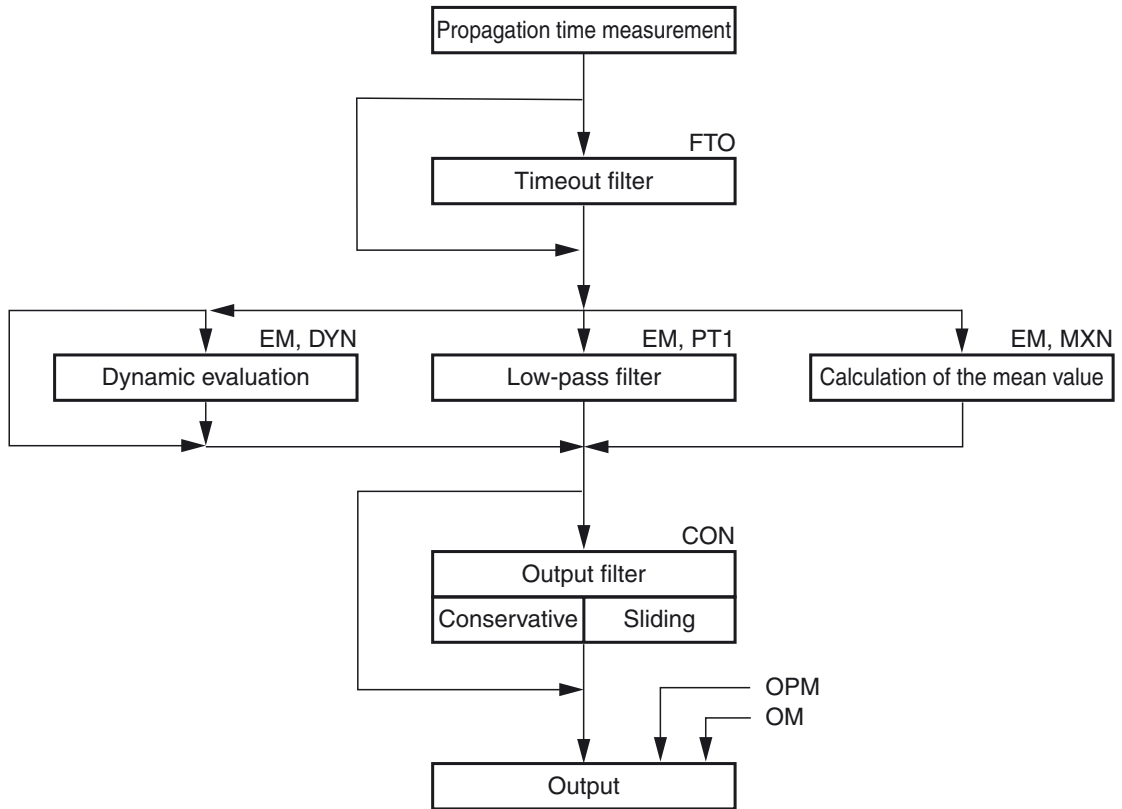 Propagation time measurement
FTO
Timeout filter
EM, DYN
EM, PT1
EM, MXN
Dynamic evaluation
Low-pass filter
Calculation of the mean value
CON
Output filter
Conservative
Sliding
OPM
OM
Output